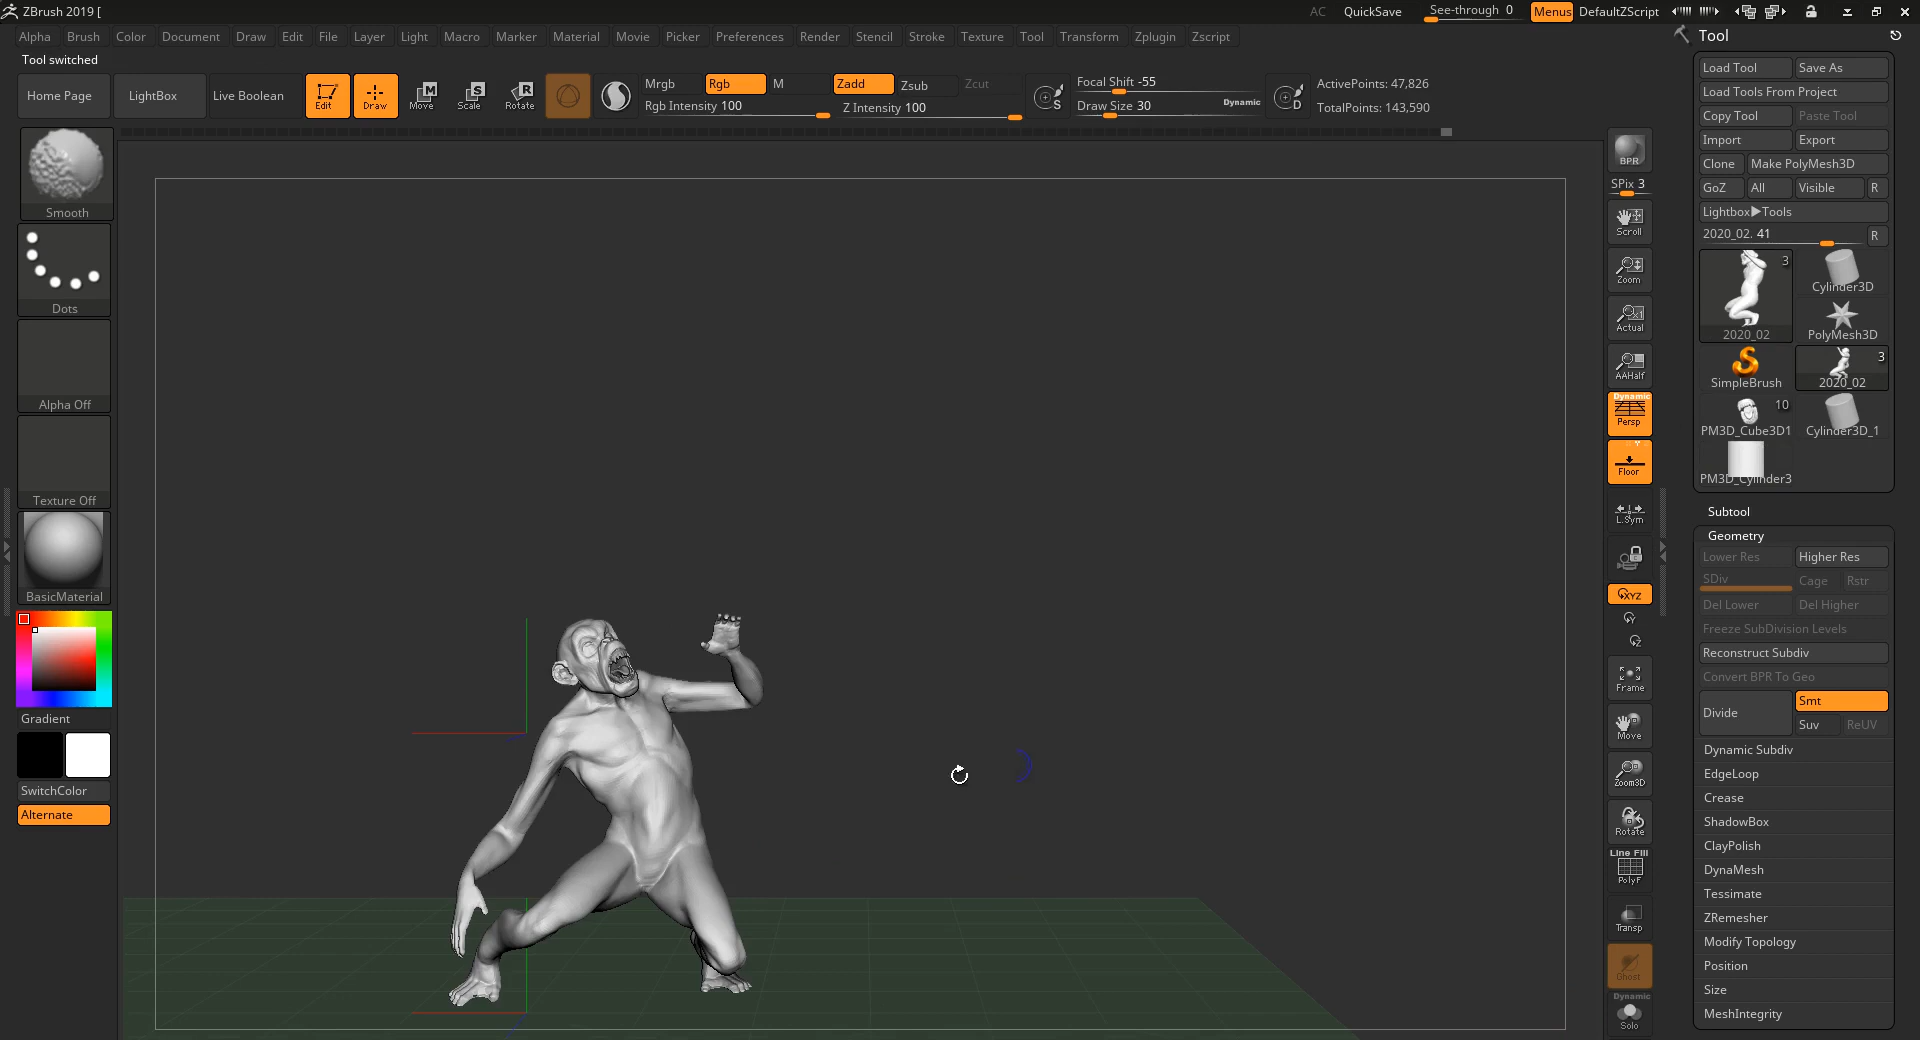 ZBrush 2019 [
AC QuickSave See-through 0 Menus DefaultZScript
Alpha Brush Color Document Draw Edit File Layer Light Macro Marker Material Movie Picker Preferences Render Stencil Stroke Texture Tool Transform Zplugin Zscript
Tool switched
Home Page LightBox Live Boolean Edit Draw Move Scale Rotate
M S R
Mrgb Rgb M Zadd Zsub Zcut
Rgb Intensity 100 Z Intensity 100
S
Focal Shift -55
Draw Size 30 Dynamic
D
ActivePoints: 47,826
TotalPoints: 143,590
Smooth
Dots
Alpha Off
Texture Off
BasicMaterial
Gradient
SwitchColor
Alternate
BPR
SPix 3
Scroll
Zoom
Actual
AAHalf
Dynamic
Persp
Floor
L.Sym
XYZ
Y
Z
Frame
Move
Zoom3D
Rotate
Line Fill
PolyF
Transp
Ghost
Dynamic
Solo
Tool
Load Tool Save As
Load Tools From Project
Copy Tool Paste Tool
Import Export
Clone Make PolyMesh3D
GoZ All Visible R
Lightbox▶Tools
2020_02. 41 R
3
2020_02
Cylinder3D
PolyMesh3D
SimpleBrush
3
2020_02
10
PM3D_Cube3D1
Cylinder3D_1
PM3D_Cylinder3
Subtool
Geometry
Lower Res Higher Res
SDiv Cage Rstr
Del Lower Del Higher
Freeze SubDivision Levels
Reconstruct Subdiv
Convert BPR To Geo
Divide Smt
Suv ReUV
Dynamic Subdiv
EdgeLoop
Crease
ShadowBox
ClayPolish
DynaMesh
Tessimate
ZRemesher
Modify Topology
Position
Size
MeshIntegrity